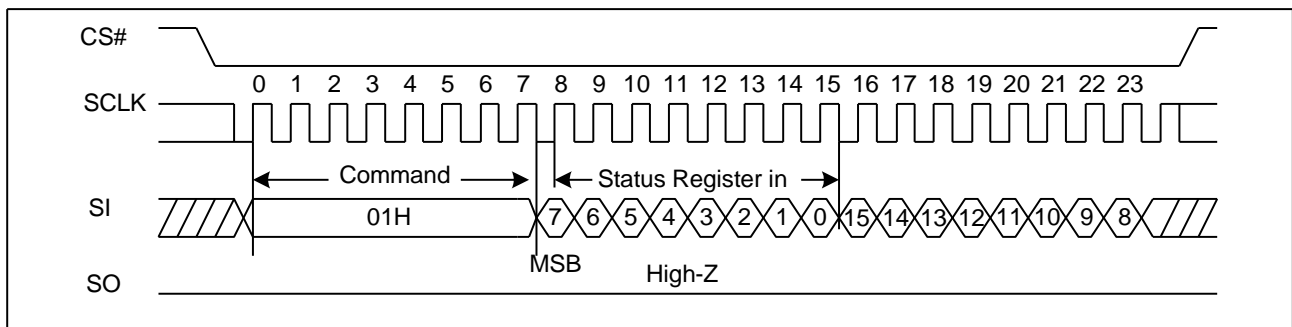 CS#
0 1 2 3 4 5 6 7 8 9 10 11 12 13 14 15 16 17 18 19 20 21 22 23
SCLK
Command Status Register in
SI 01H 7 6 5 4 3 2 1 0 15 14 13 12 11 10 9 8
MSB High-Z
SO